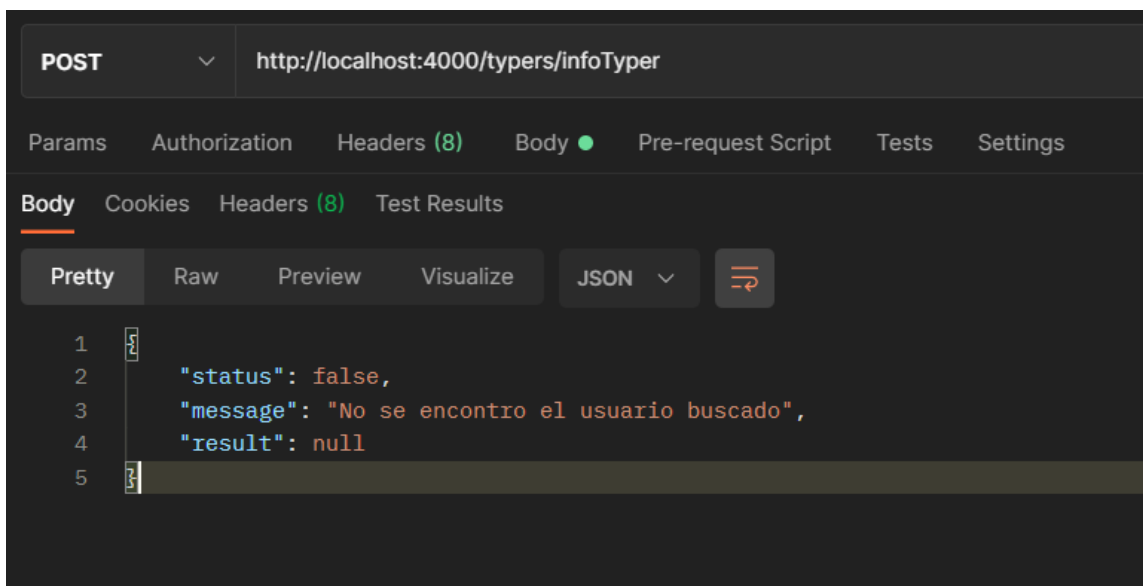 POST http://localhost:4000/typers/infoTyper
Params Authorization Headers (8) Body Pre-request Script Tests Settings
Body Cookies Headers (8) Test Results
Pretty Raw Preview Visualize JSON
1 {
2 "status": false,
3 "message": "No se encontro el usuario buscado",
4 "result": null
5 }